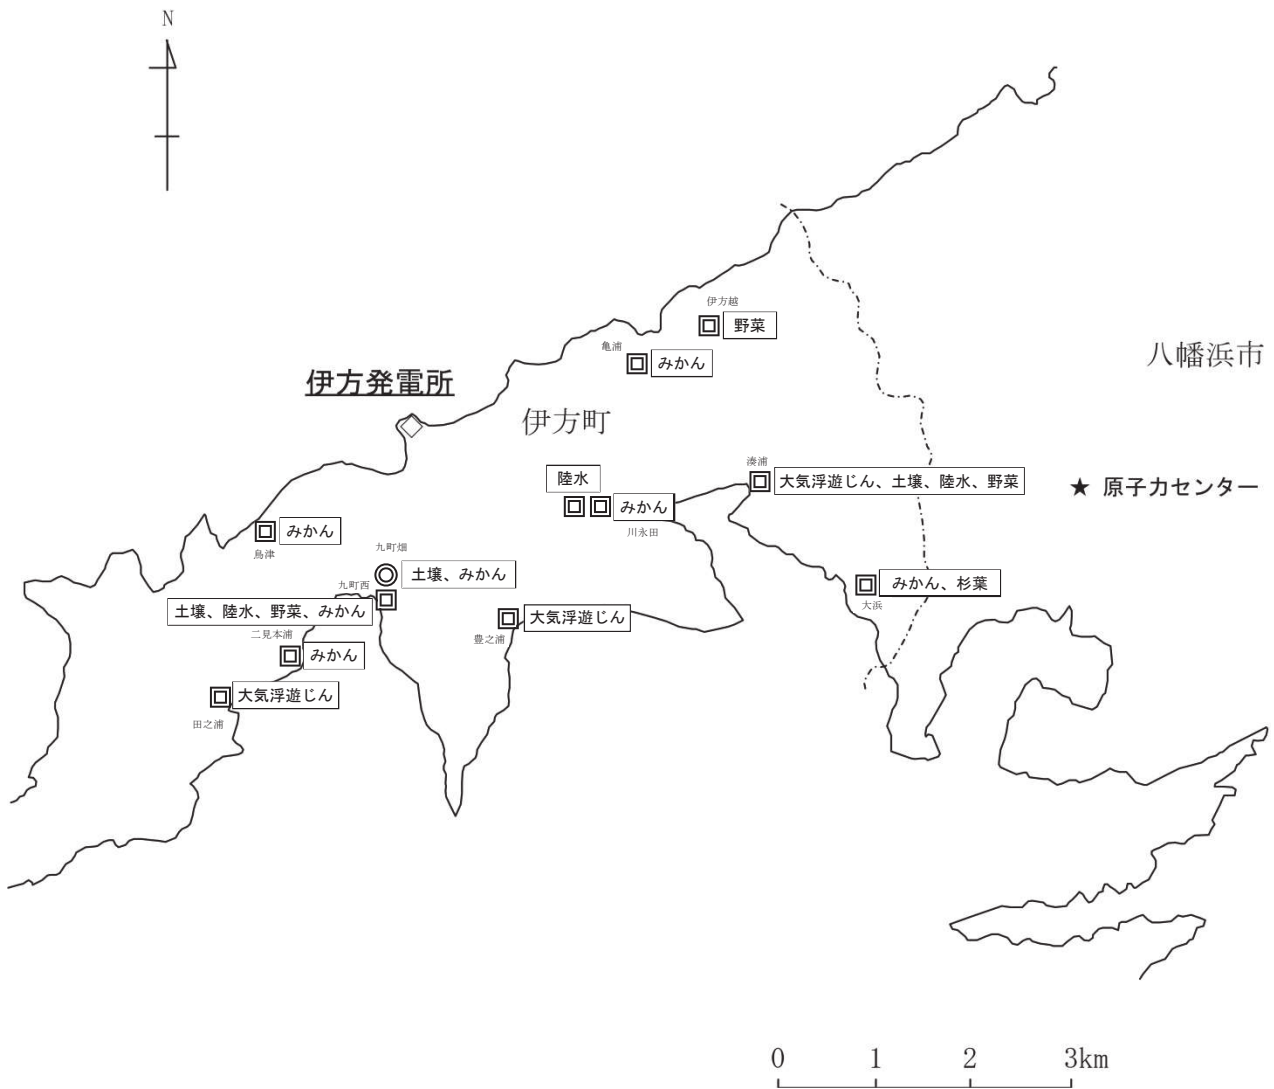 N
伊方越
野菜
亀浦
みかん
八幡浜市
伊方発電所
伊方町
湊浦
大気浮遊じん、土壌、陸水、野菜
陸水
みかん
川永田
★ 原子力センター
みかん
鳥津
九町畑
土壌、みかん
九町西
土壌、陸水、野菜、みかん
みかん、杉葉
大浜
大気浮遊じん
豊之浦
二見本浦
みかん
大気浮遊じん
田之浦
0 1 2 3km